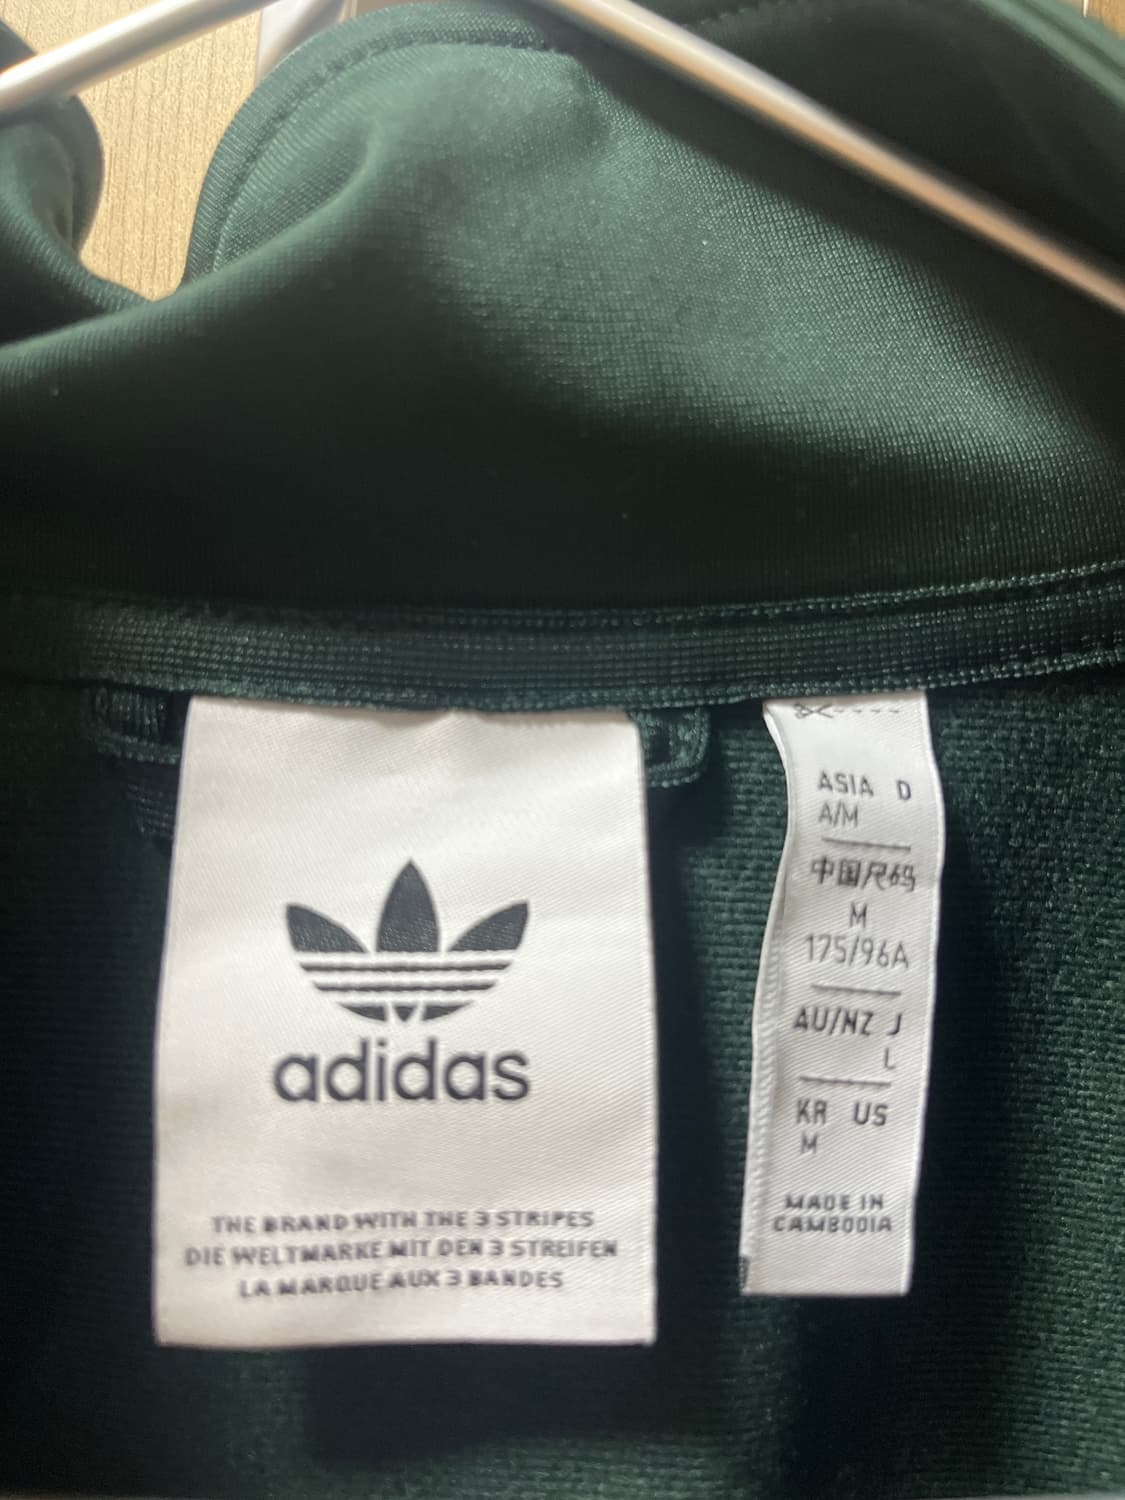 adidas
THE BRAND WITH THE 3 STRIPES
DIE WELTMARKE MIT DEN 3 STREIFEN
LA MARQUE AUX 3 BANDES
ASIA D
A/M
中国尺码
M
175/96A
AU/NZ J
L
KR US
M
MADE IN
CAMBODIA